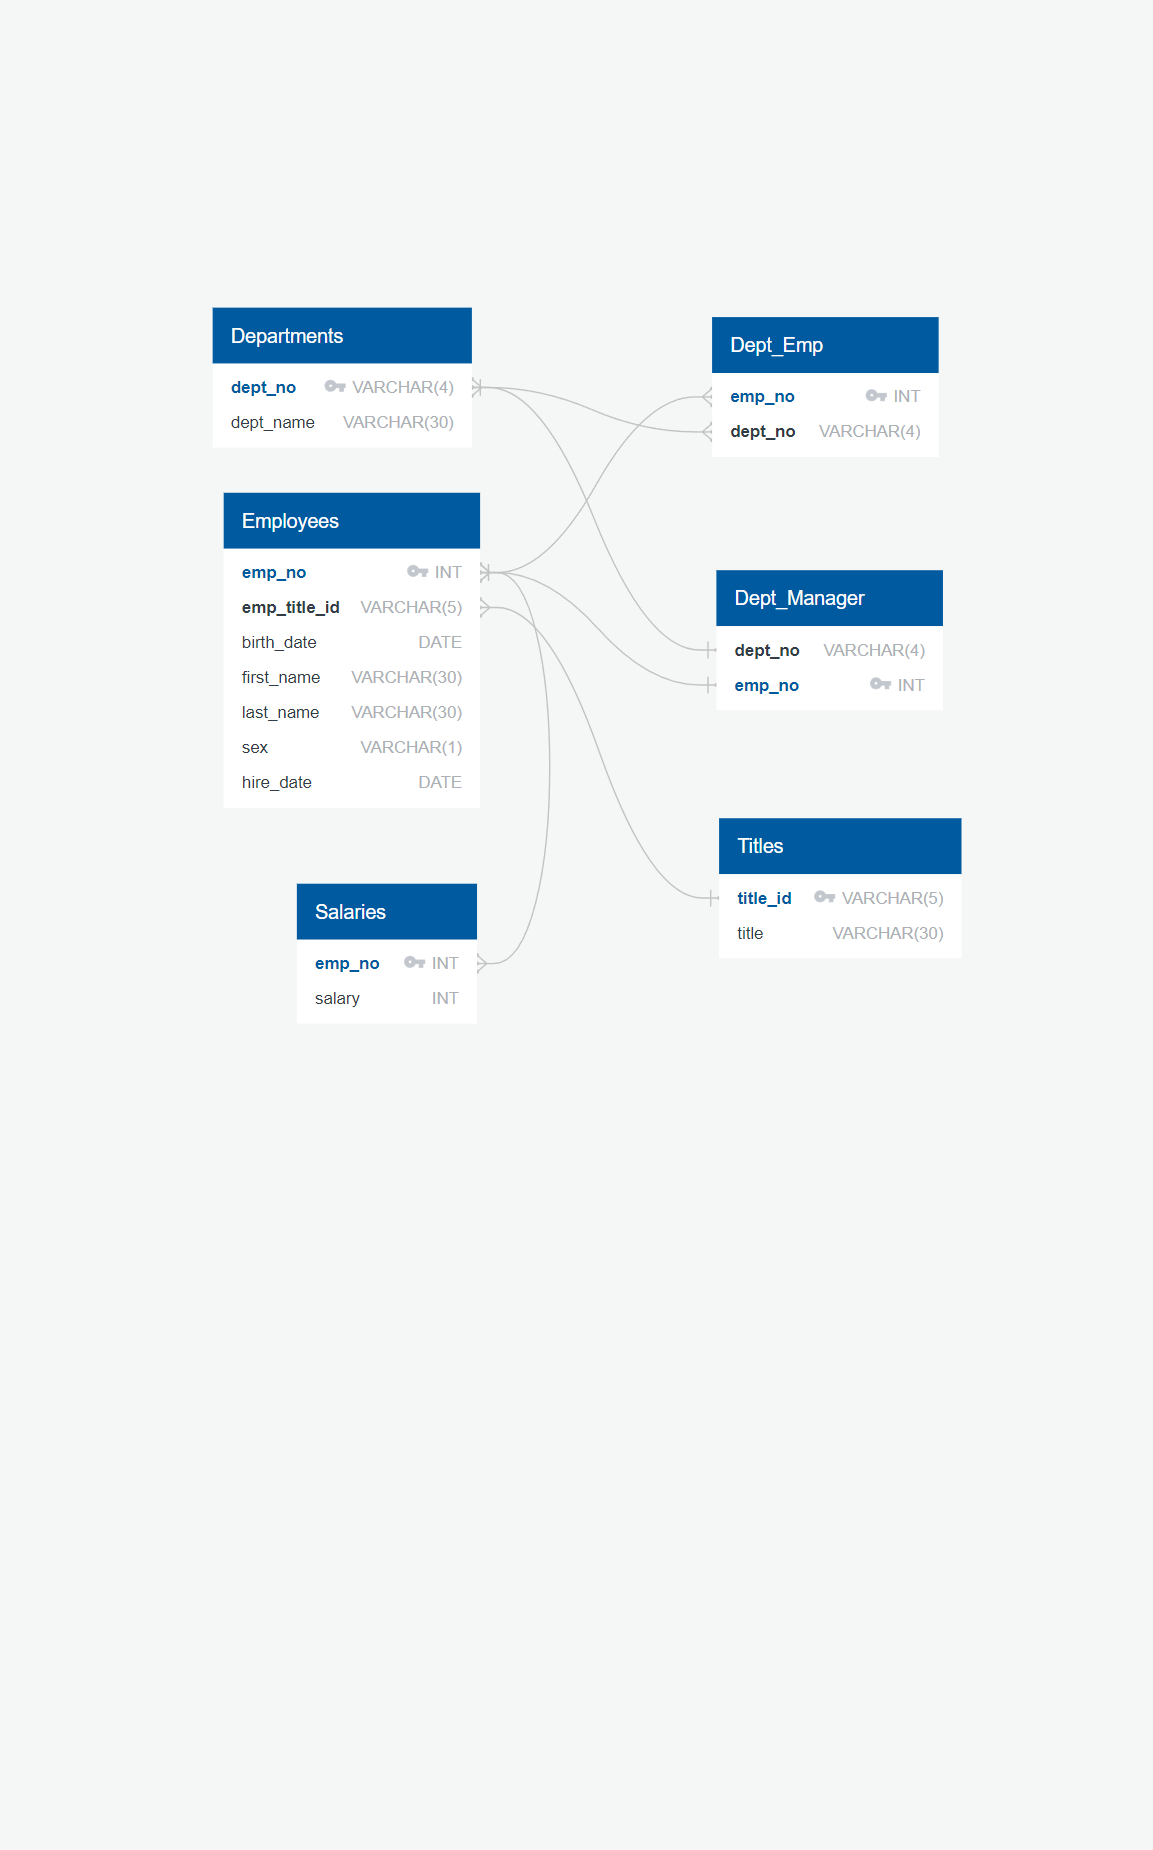 Departments
dept_no VARCHAR(4)
dept_name VARCHAR(30)
Employees
emp_no INT
emp_title_id VARCHAR(5)
birth_date DATE
first_name VARCHAR(30)
last_name VARCHAR(30)
sex VARCHAR(1)
hire_date DATE
Salaries
emp_no INT
salary INT
Dept_Emp
emp_no INT
dept_no VARCHAR(4)
Dept_Manager
dept_no VARCHAR(4)
emp_no INT
Titles
title_id VARCHAR(5)
title VARCHAR(30)